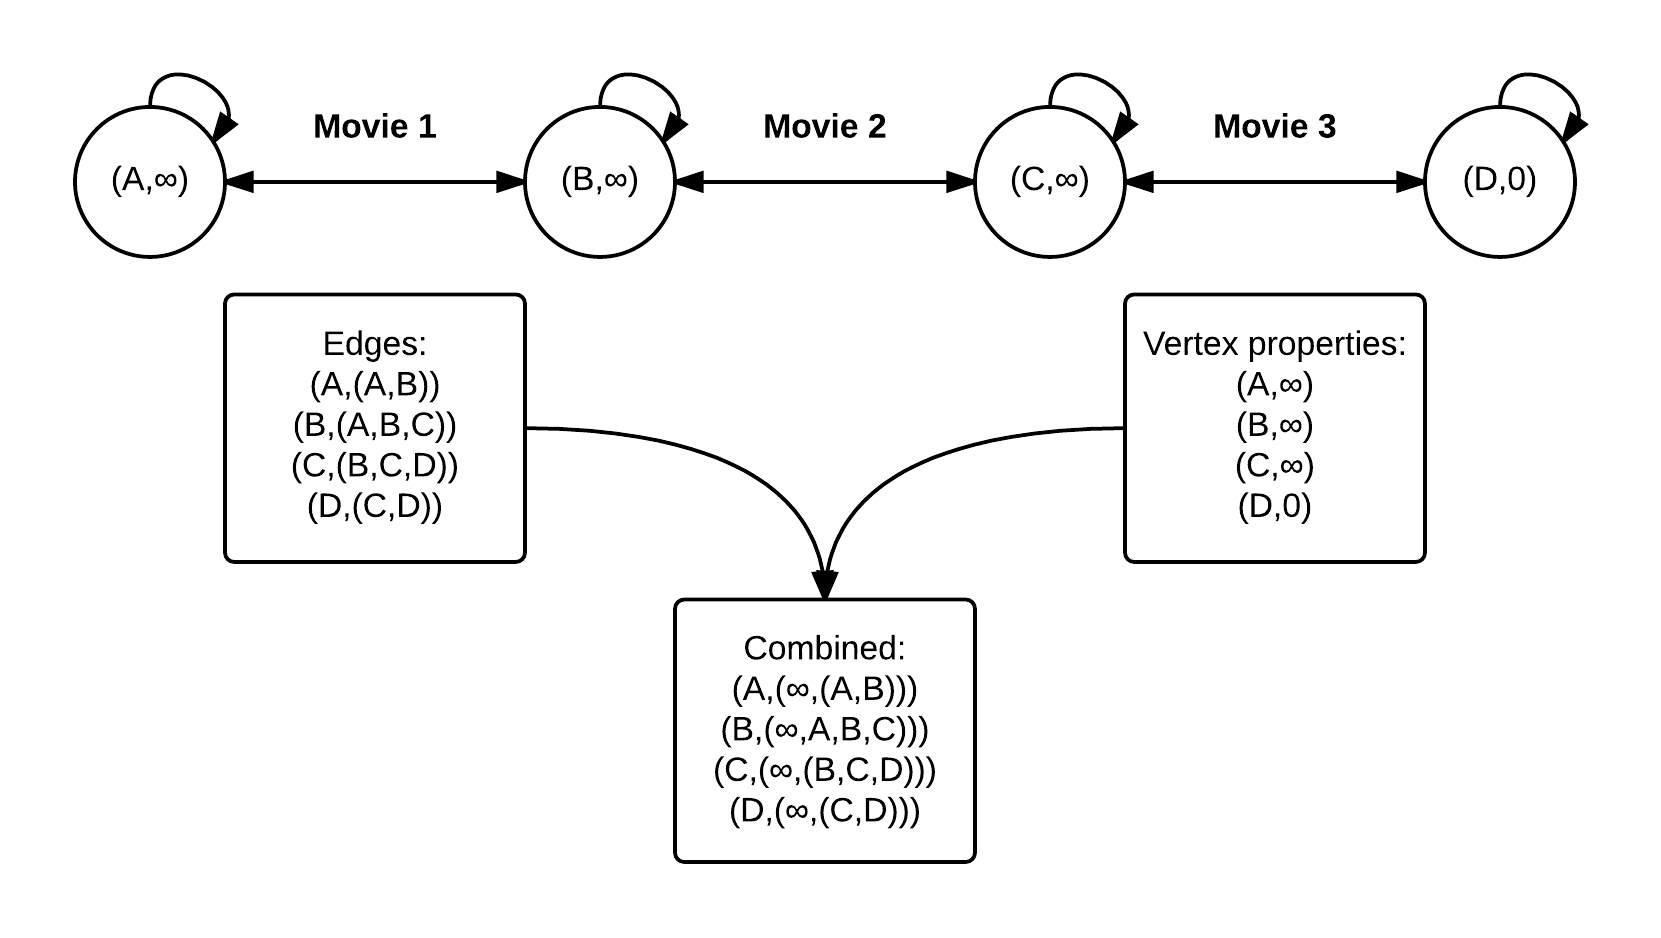 Movie 1
Movie 2
Movie 3
(A,∞)
(B,∞)
(C,∞)
(D,0)
Edges:
(A,(A,B))
(B,(A,B,C))
(C,(B,C,D))
(D,(C,D))
Vertex properties:
(A,∞)
(B,∞)
(C,∞)
(D,0)
Combined:
(A,(∞,(A,B)))
(B,(∞,A,B,C)))
(C,(∞,(B,C,D)))
(D,(∞,(C,D)))